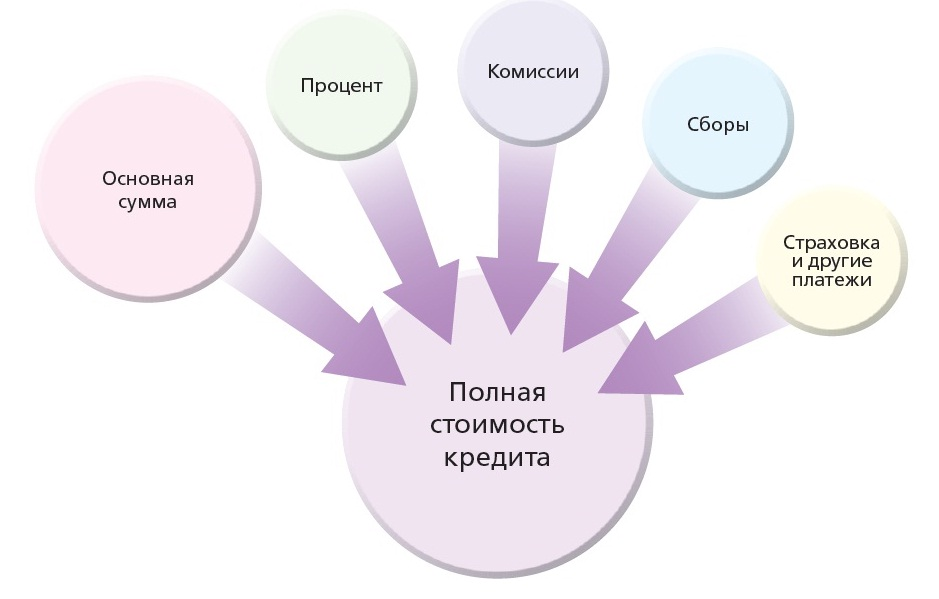 Основная
сумма
Процент
Комиссии
Сборы
Страховка
и другие
платежи
Полная
стоимость
кредита